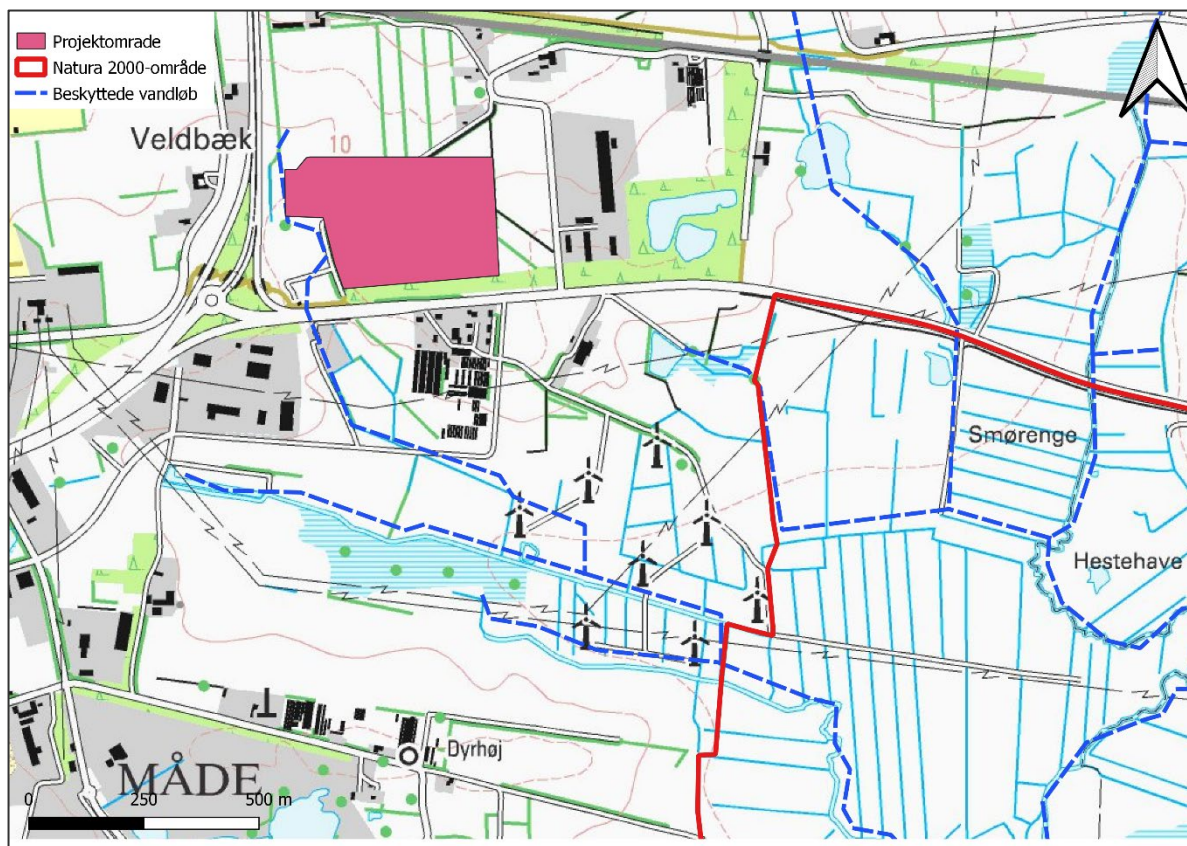 Projektomrade
Natura 2000-område
Beskyttede vandløb
Veldbæk
10
Smørenge
Hestehave
Dyrhøj
MÅDE
0 250 500 m